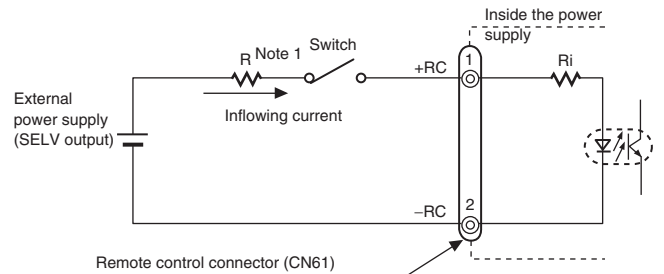 Inside the power
supply
R Note 1 Switch
+RC 1 Ri
External
power supply
(SELV output)
Inflowing current
−RC 2
Remote control connector (CN61)